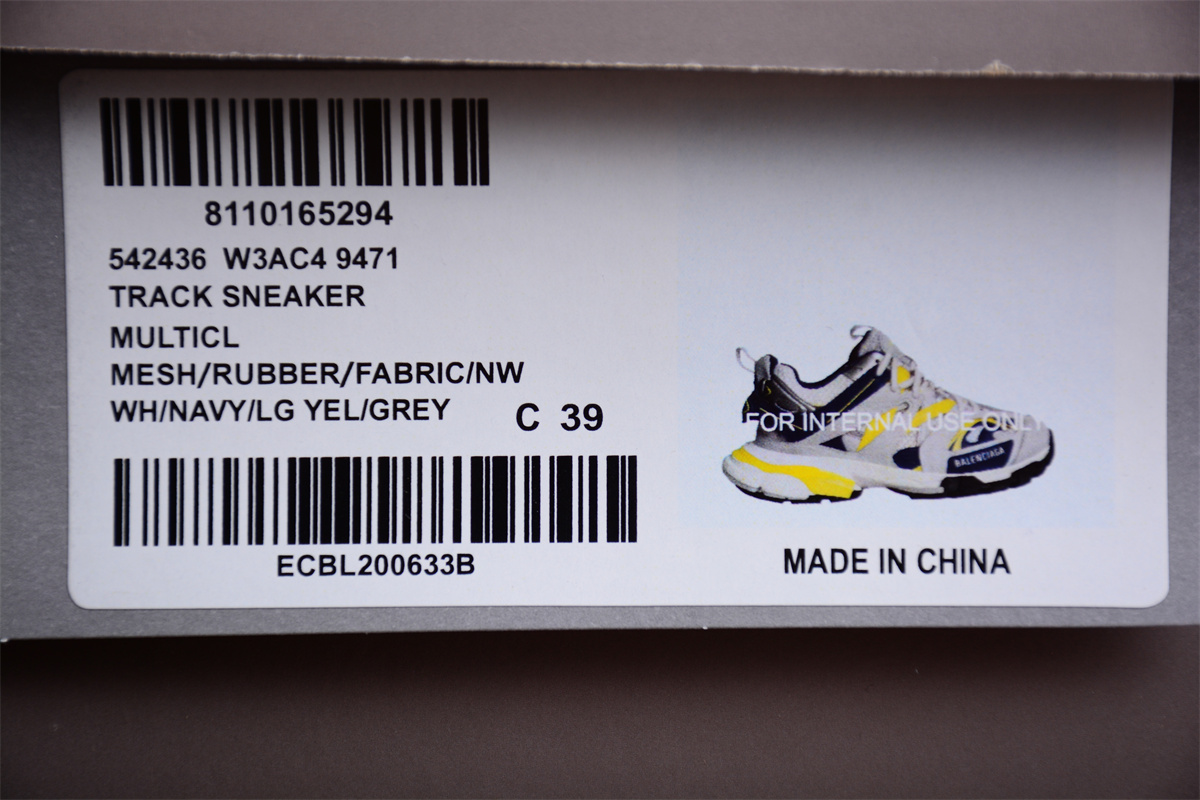 8110165294
542436 W3AC4 9471
TRACK SNEAKER
MULTICL
MESH/RUBBER/FABRIC/NW
WH/NAVY/LG YEL/GREY
C 39
ECBL200633B
FOR INTERNAL USE ONLY
BALENCIAGA
MADE IN CHINA